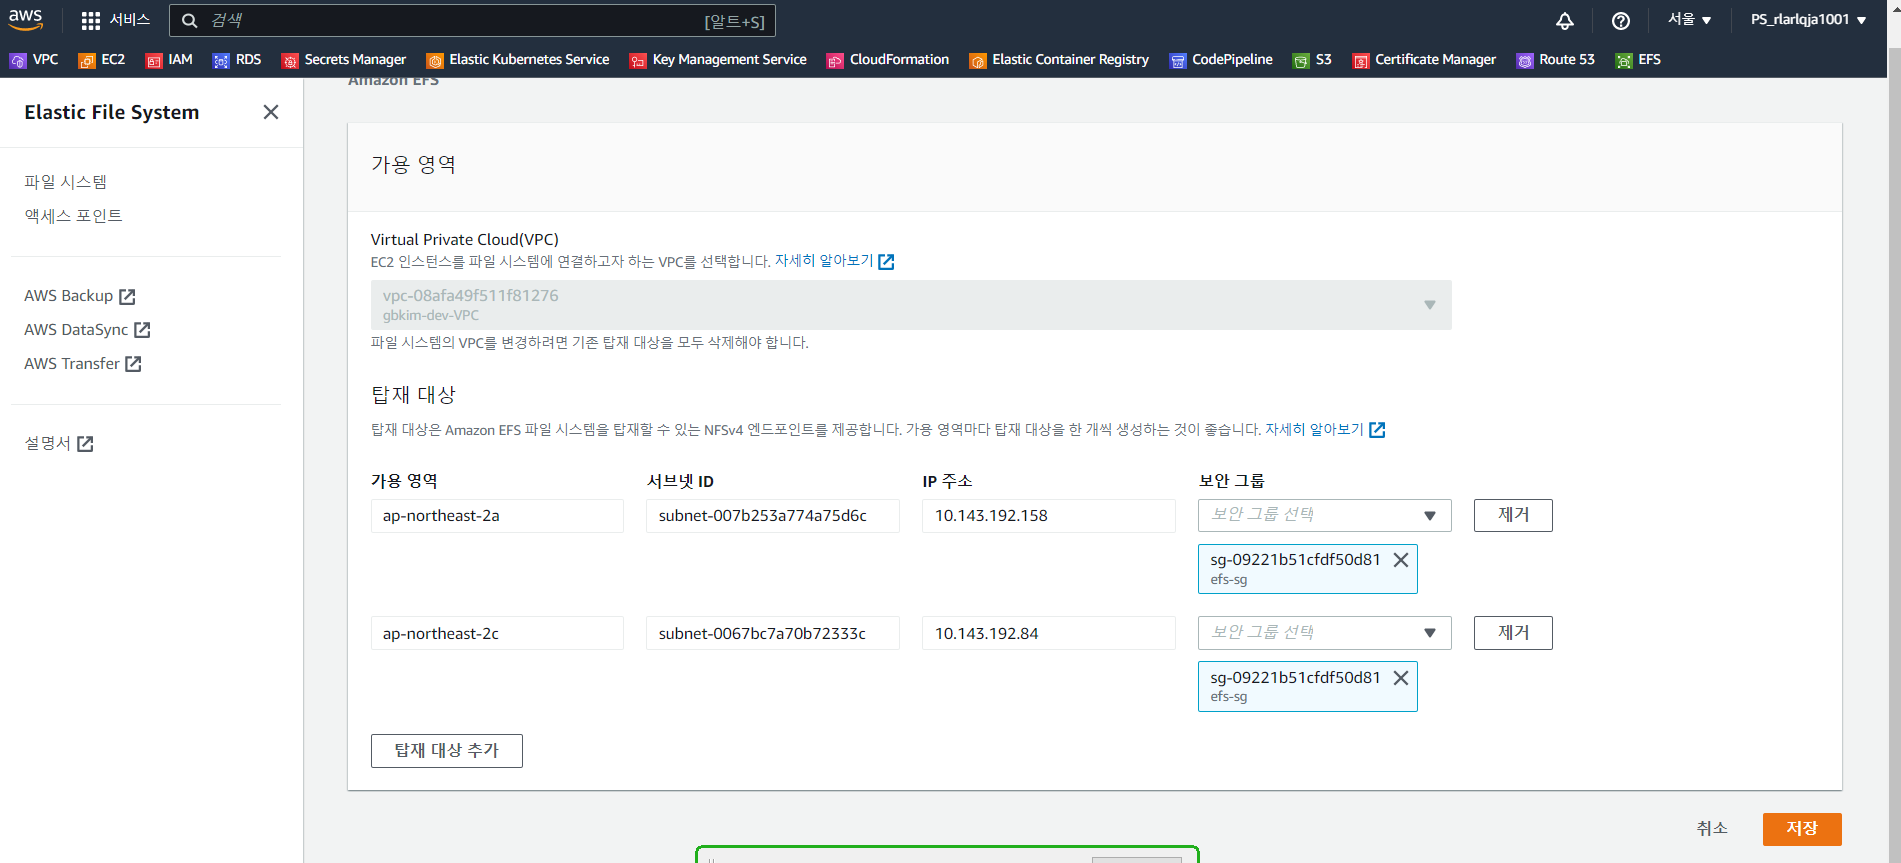 aws 서비스 검색 [알트+S] 서울 PS_rlarlqja1001
VPC EC2 IAM RDS Secrets Manager Elastic Kubernetes Service Key Management Service CloudFormation Elastic Container Registry CodePipeline S3 Certificate Manager Route 53 EFS
Amazon EFS
Elastic File System
파일 시스템
액세스 포인트
AWS Backup
AWS DataSync
AWS Transfer
설명서
가용 영역
Virtual Private Cloud(VPC)
EC2 인스턴스를 파일 시스템에 연결하고자 하는 VPC를 선택합니다. 자세히 알아보기
vpc-08afa49f511f81276
gbkim-dev-VPC
파일 시스템의 VPC를 변경하려면 기존 탑재 대상을 모두 삭제해야 합니다.
탑재 대상
탑재 대상은 Amazon EFS 파일 시스템을 탑재할 수 있는 NFSv4 엔드포인트를 제공합니다. 가용 영역마다 탑재 대상을 한 개씩 생성하는 것이 좋습니다. 자세히 알아보기
가용 영역 서브넷 ID IP 주소 보안 그룹
ap-northeast-2a subnet-007b253a774a75d6c 10.143.192.158 보안 그룹 선택 제거
sg-09221b51cfdf50d81
efs-sg
ap-northeast-2c subnet-0067bc7a70b72333c 10.143.192.84 보안 그룹 선택 제거
sg-09221b51cfdf50d81
efs-sg
탑재 대상 추가
취소 저장